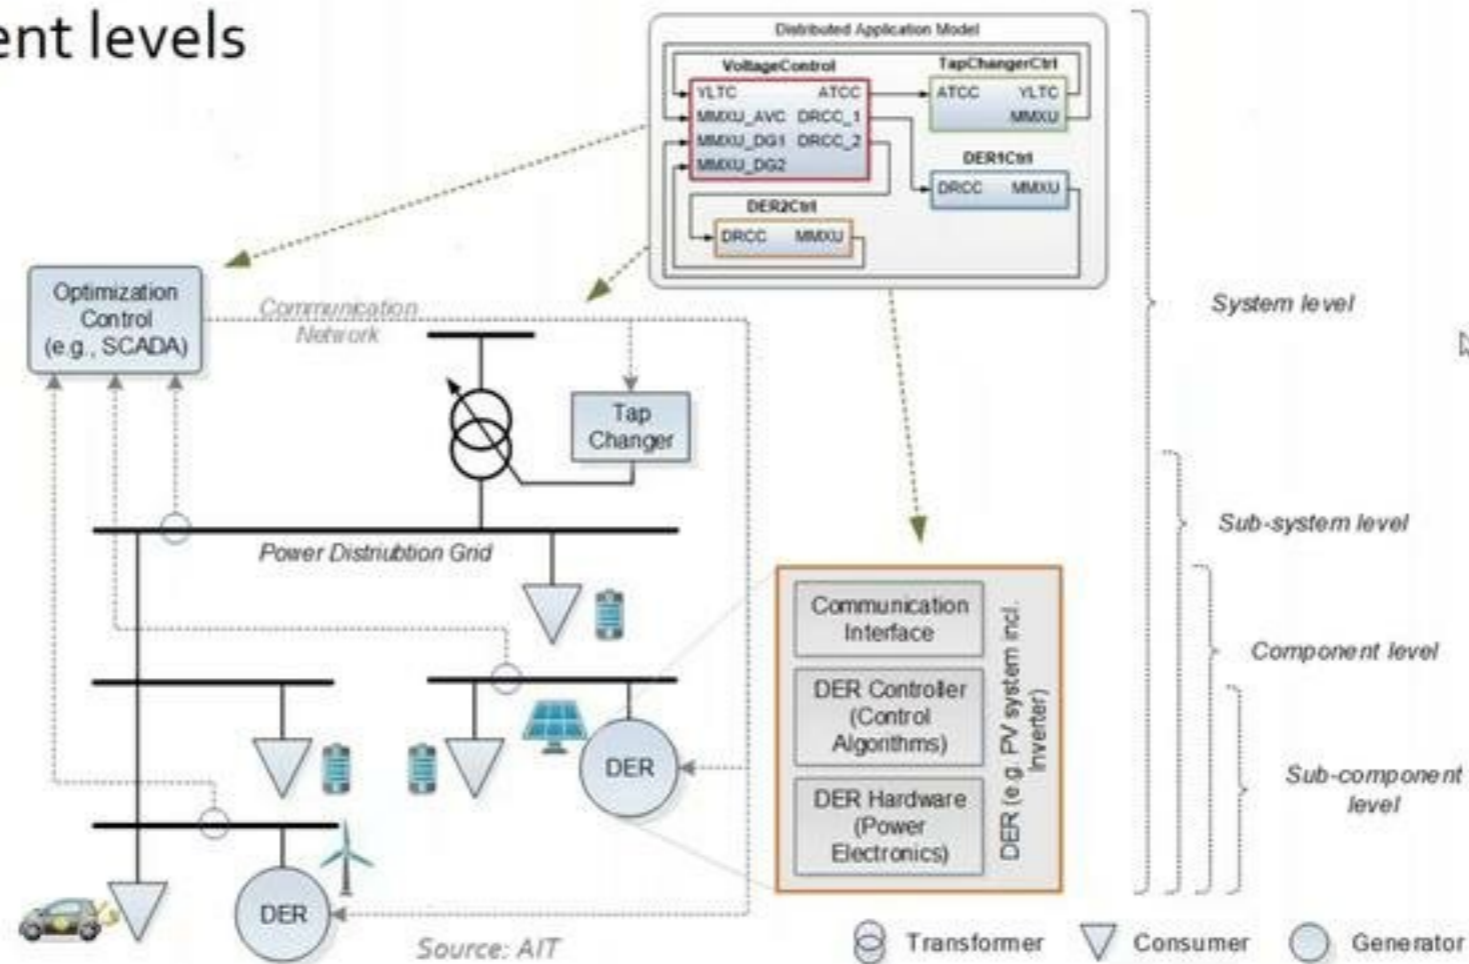 ent levels
Distributed Application Model
VoltageControl
TapChangerCtrl
YLTC ATCC
ATCC YLTC
MMXU_AVC DRCC_1
MMXU
MMXU_DG1 DRCC_2
MMXU_DG2
DER1Ctrl
DRCC MMXU
DER2Ctrl
DRCC MMXU
Optimization
Control
(e.g., SCADA)
Communication
Network
System level
Tap
Changer
Sub-system level
Power Distriubtion Grid
Communication
Interface
DER Controller
(Control
Algorithms)
DER Hardware
(Power
Electronics)
DER (e.g. PV system incl.
Inverter)
Component level
Sub-component
level
DER
DER
Source: AIT
Transformer
Consumer
Generator